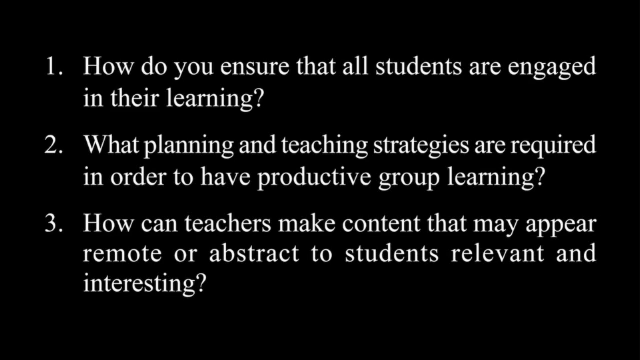 1. How do you ensure that all students are engaged
in their learning?
2. What planning and teaching strategies are required
in order to have productive group learning?
3. How can teachers make content that may appear
remote or abstract to students relevant and
interesting?